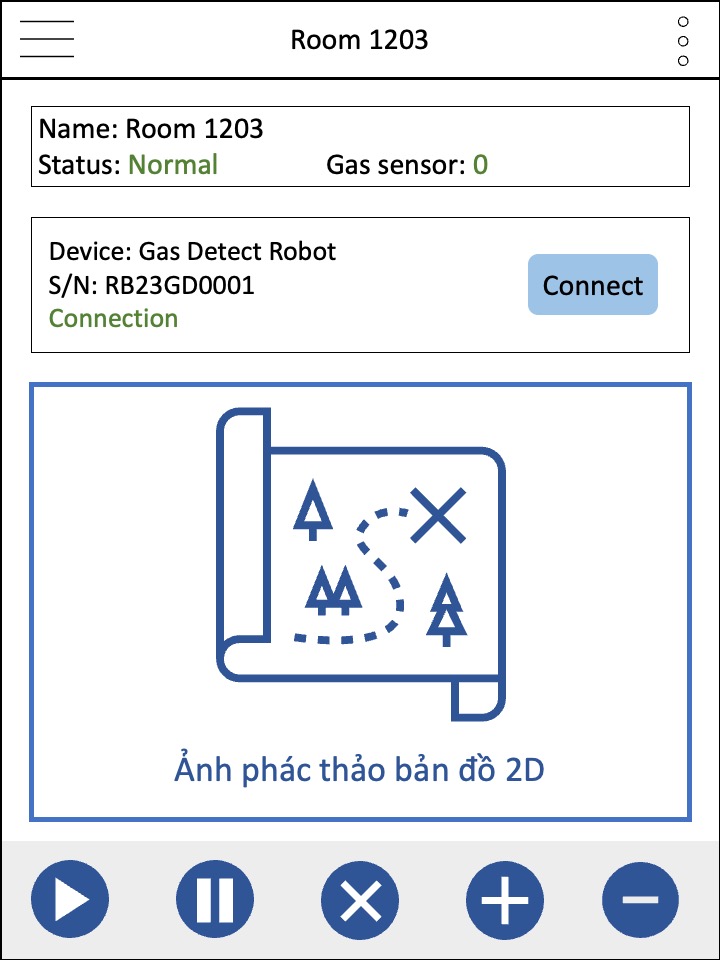 Room 1203
Name: Room 1203
Status: Normal Gas sensor: 0
Device: Gas Detect Robot
S/N: RB23GD0001
Connection
Connect
Ảnh phác thảo bản đồ 2D